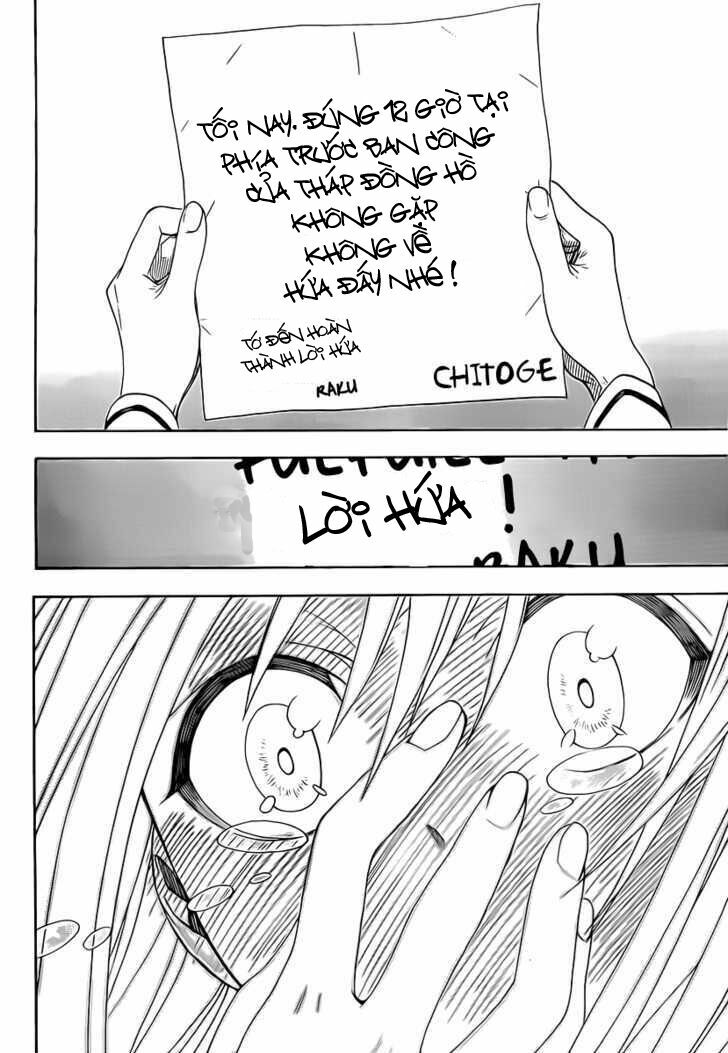 TỐI NAY. ĐÚNG 12 GIỜ TẠI
PHÍA TRƯỚC BAN CÔNG
CỦA THÁP ĐỒNG HỒ
KHÔNG GẶP
KHÔNG VỀ
HỨA ĐẤY NHÉ!
TỚ ĐẾN HOÀN
THÀNH LỜI HỨA
RAKU
CHITOGE
LỜI HỨA !
RAKU